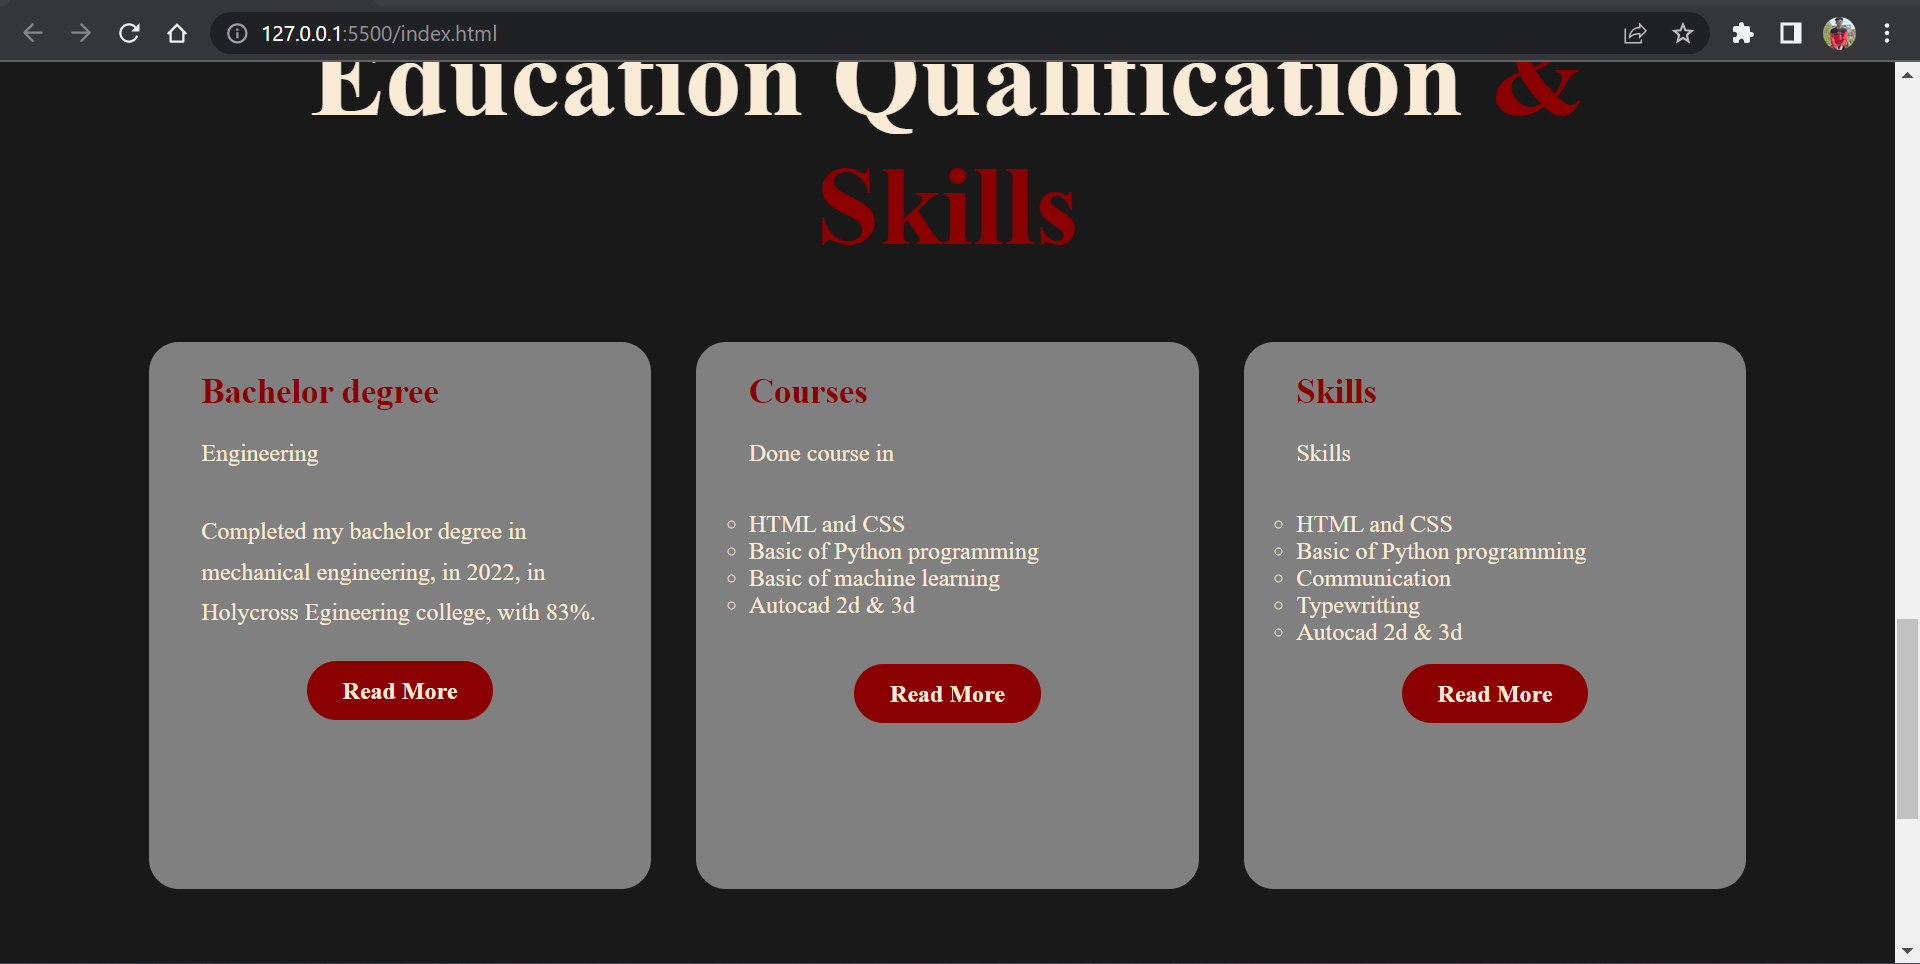 127.0.0.1:5500/index.html
Education Qualification &
Skills
Bachelor degree
Engineering
Completed my bachelor degree in
mechanical engineering, in 2022, in
Holycross Egineering college, with 83%.
Read More
Courses
Done course in
HTML and CSS
Basic of Python programming
Basic of machine learning
Autocad 2d & 3d
Read More
Skills
Skills
HTML and CSS
Basic of Python programming
Communication
Typewritting
Autocad 2d & 3d
Read More